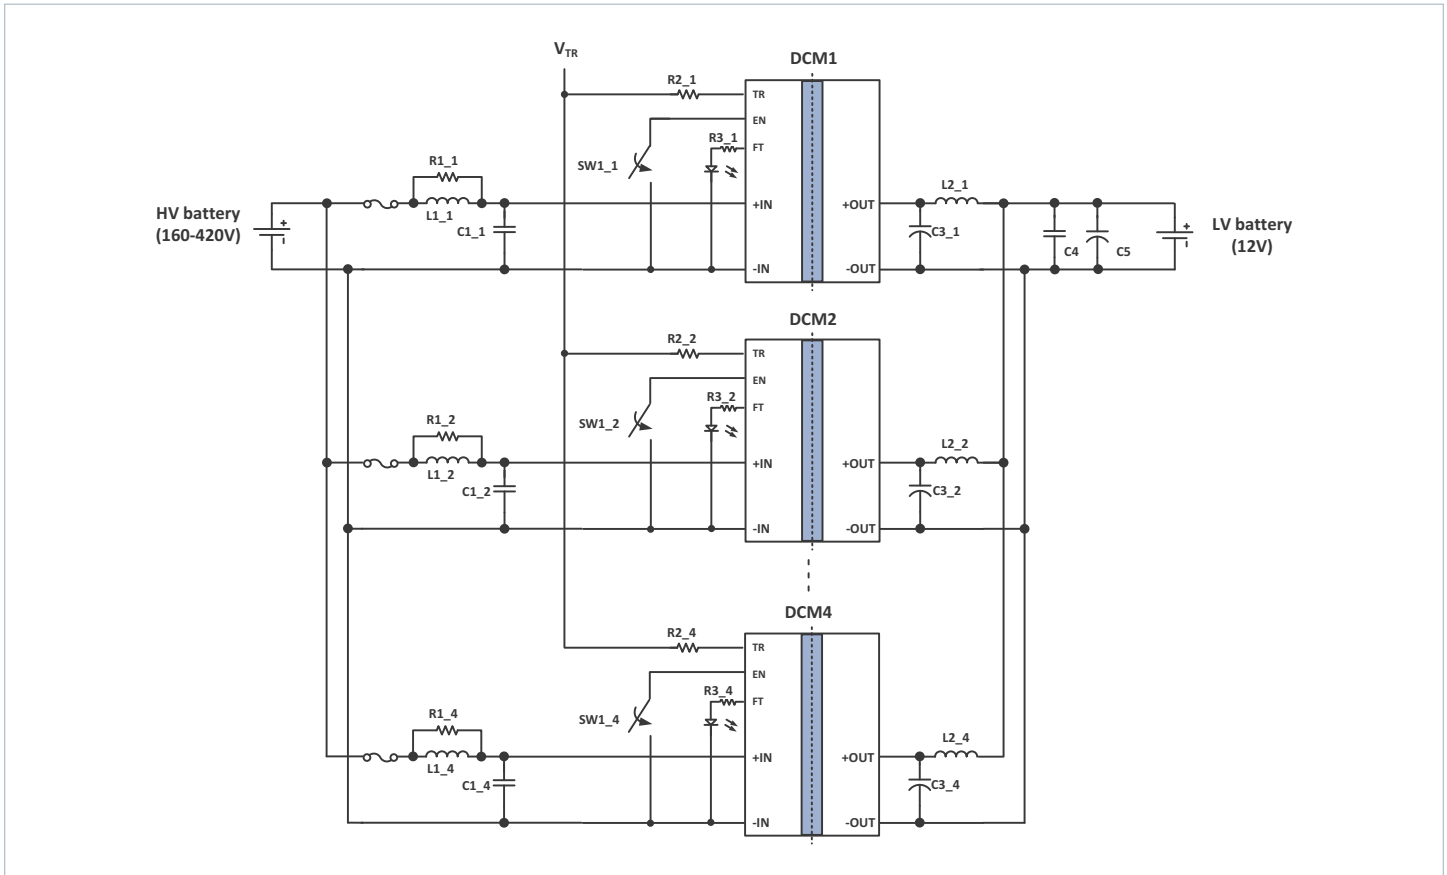 V_TR
DCM1
R2_1
TR
EN
R3_1
FT
SW1_1
R1_1
L1_1
C1_1
HV battery
(160-420V)
+
+IN
-IN
+OUT
-OUT
L2_1
C3_1
C4
C5
+
LV battery
(12V)
DCM2
R2_2
TR
EN
R3_2
FT
SW1_2
R1_2
L1_2
C1_2
+IN
-IN
+OUT
-OUT
L2_2
C3_2
DCM4
R2_4
TR
EN
R3_4
FT
SW1_4
R1_4
L1_4
C1_4
+IN
-IN
+OUT
-OUT
L2_4
C3_4